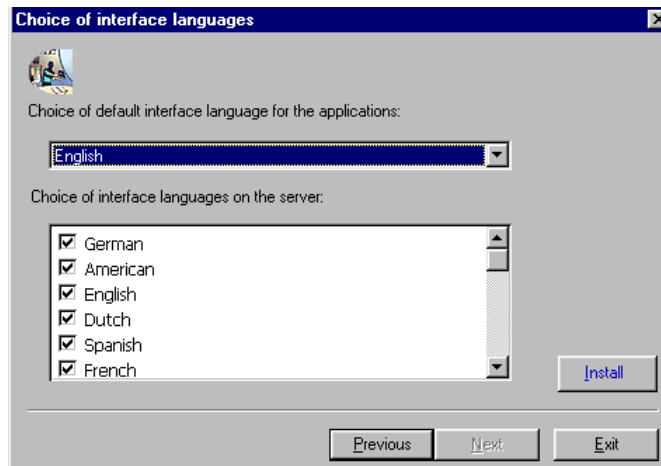 Choice of interface languages
Choice of default interface language for the applications:
English
Choice of interface languages on the server:
German
American
English
Dutch
Spanish
French
Install
Previous
Next
Exit